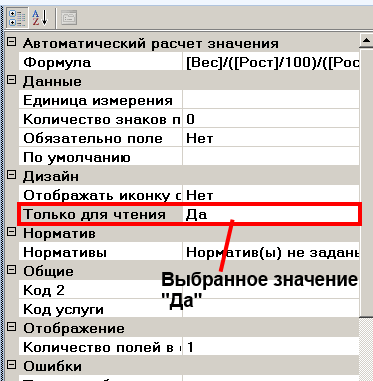 Автоматический расчет значения
Формула [Вес]/([Рост]/100)/([Рос
Данные
Единица измерения
Количество знаков п 0
Обязательно поле Нет
По умолчанию
Дизайн
Отображать иконку с Нет
Только для чтения Да
Норматив
Нормативы Норматив(ы) не заданы
Общие
Выбранное значение
"Да"
Код 2
Код услуги
Отображение
Количество полей в 1
Ошибки